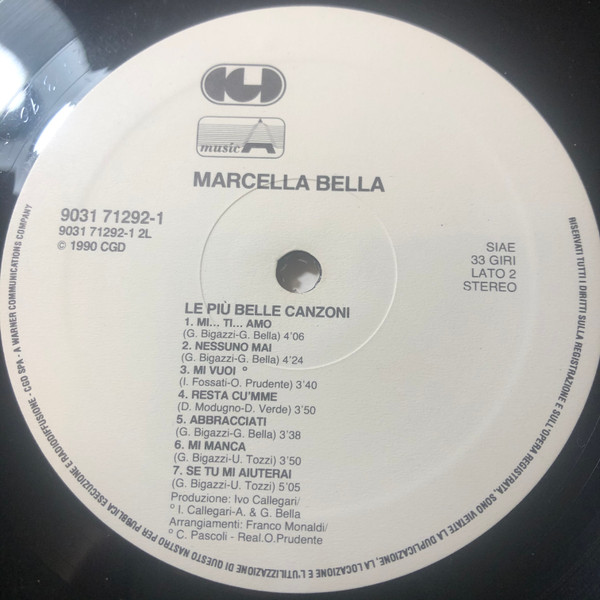 CGD
musicA
MARCELLA BELLA
9031 71292-1
9031 71292-1 2L
© 1990 CGD
SIAE
33 GIRI
LATO 2
STEREO
LE PIÙ BELLE CANZONI
1. MI... TI... AMO
(G. Bigazzi-G. Bella) 4'06
2. NESSUNO MAI
(G. Bigazzi-G. Bella) 4'24
3. MI VUOI °
(I. Fossati-O. Prudente) 3'40
4. RESTA CU'MME
(D. Modugno-D. Verde) 3'50
5. ABBRACCIATI
(G. Bigazzi-G. Bella) 3'38
6. MI MANCA
(G. Bigazzi-U. Tozzi) 3'50
7. SE TU MI AIUTERAI
(G. Bigazzi-U. Tozzi) 5'05
Produzione: Ivo Callegari/
° I. Callegari-A. & G. Bella
Arrangiamenti: Franco Monaldi/
° C. Pascoli - Real.O.Prudente
RISERVATI TUTTI I DIRITTI SULLA REGISTRAZIONE E SULL'OPERA REGISTRATA. SONO VIETATE LA DUPLICAZIONE, LA LOCAZIONE E L'UTILIZZAZIONE DI QUESTO NASTRO PER PUBBLICA ESECUZIONE E RADIODIFFUSIONE - CGD SPA - A WARNER COMMUNICATIONS COMPANY